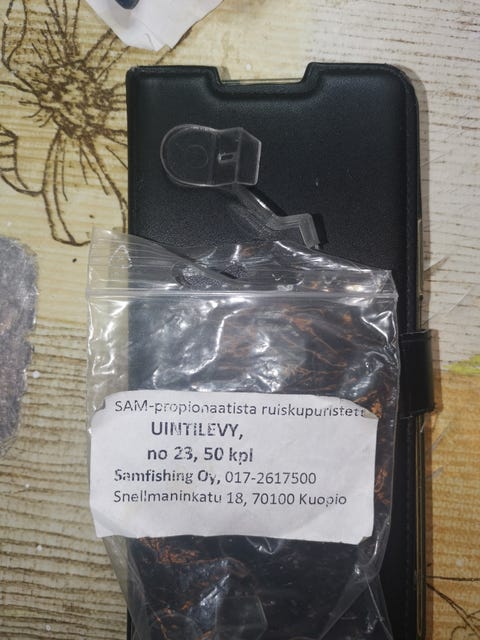 SAM-propionaatista ruiskupuristett
UINTILEVY,
no 23, 50 kpl
Samfishing Oy, 017-2617500
Snellmaninkatu 18, 70100 Kuopio